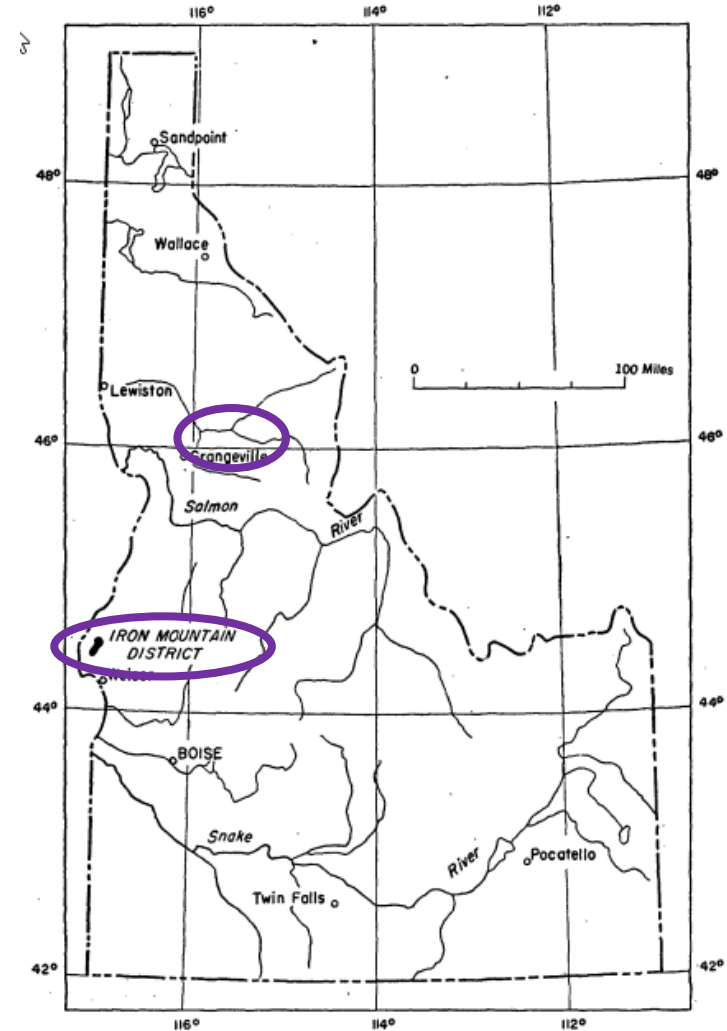 116°
114°
112°
Sandpoint
48°
48°
Wallace
0
100 Miles
Lewiston
46°
46°
Grangeville
Salmon
River
IRON MOUNTAIN
DISTRICT
44°
44°
BOISE
Snake
River
Pocatello
Twin Falls
42°
42°
116°
114°
112°